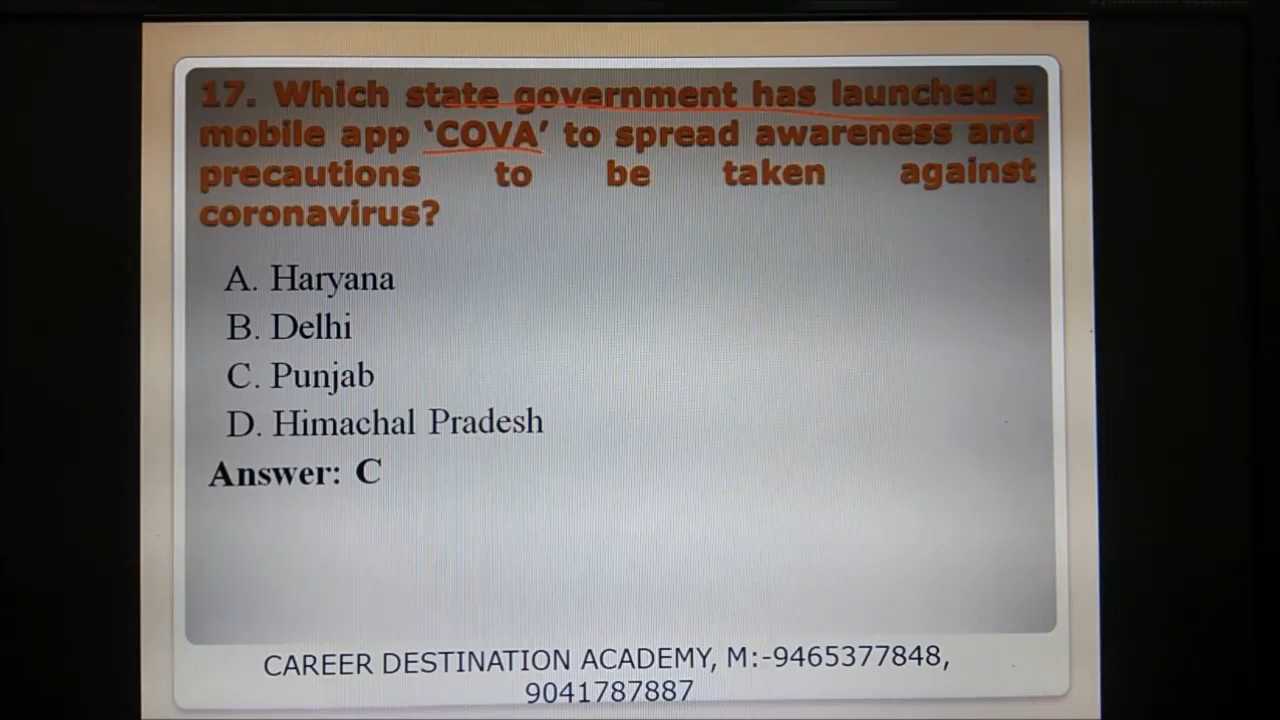 17. Which state government has launched a
mobile app ‘COVA’ to spread awareness and
precautions to be taken against
coronavirus?
A. Haryana
B. Delhi
C. Punjab
D. Himachal Pradesh
Answer: C
CAREER DESTINATION ACADEMY, M:-9465377848,
9041787887